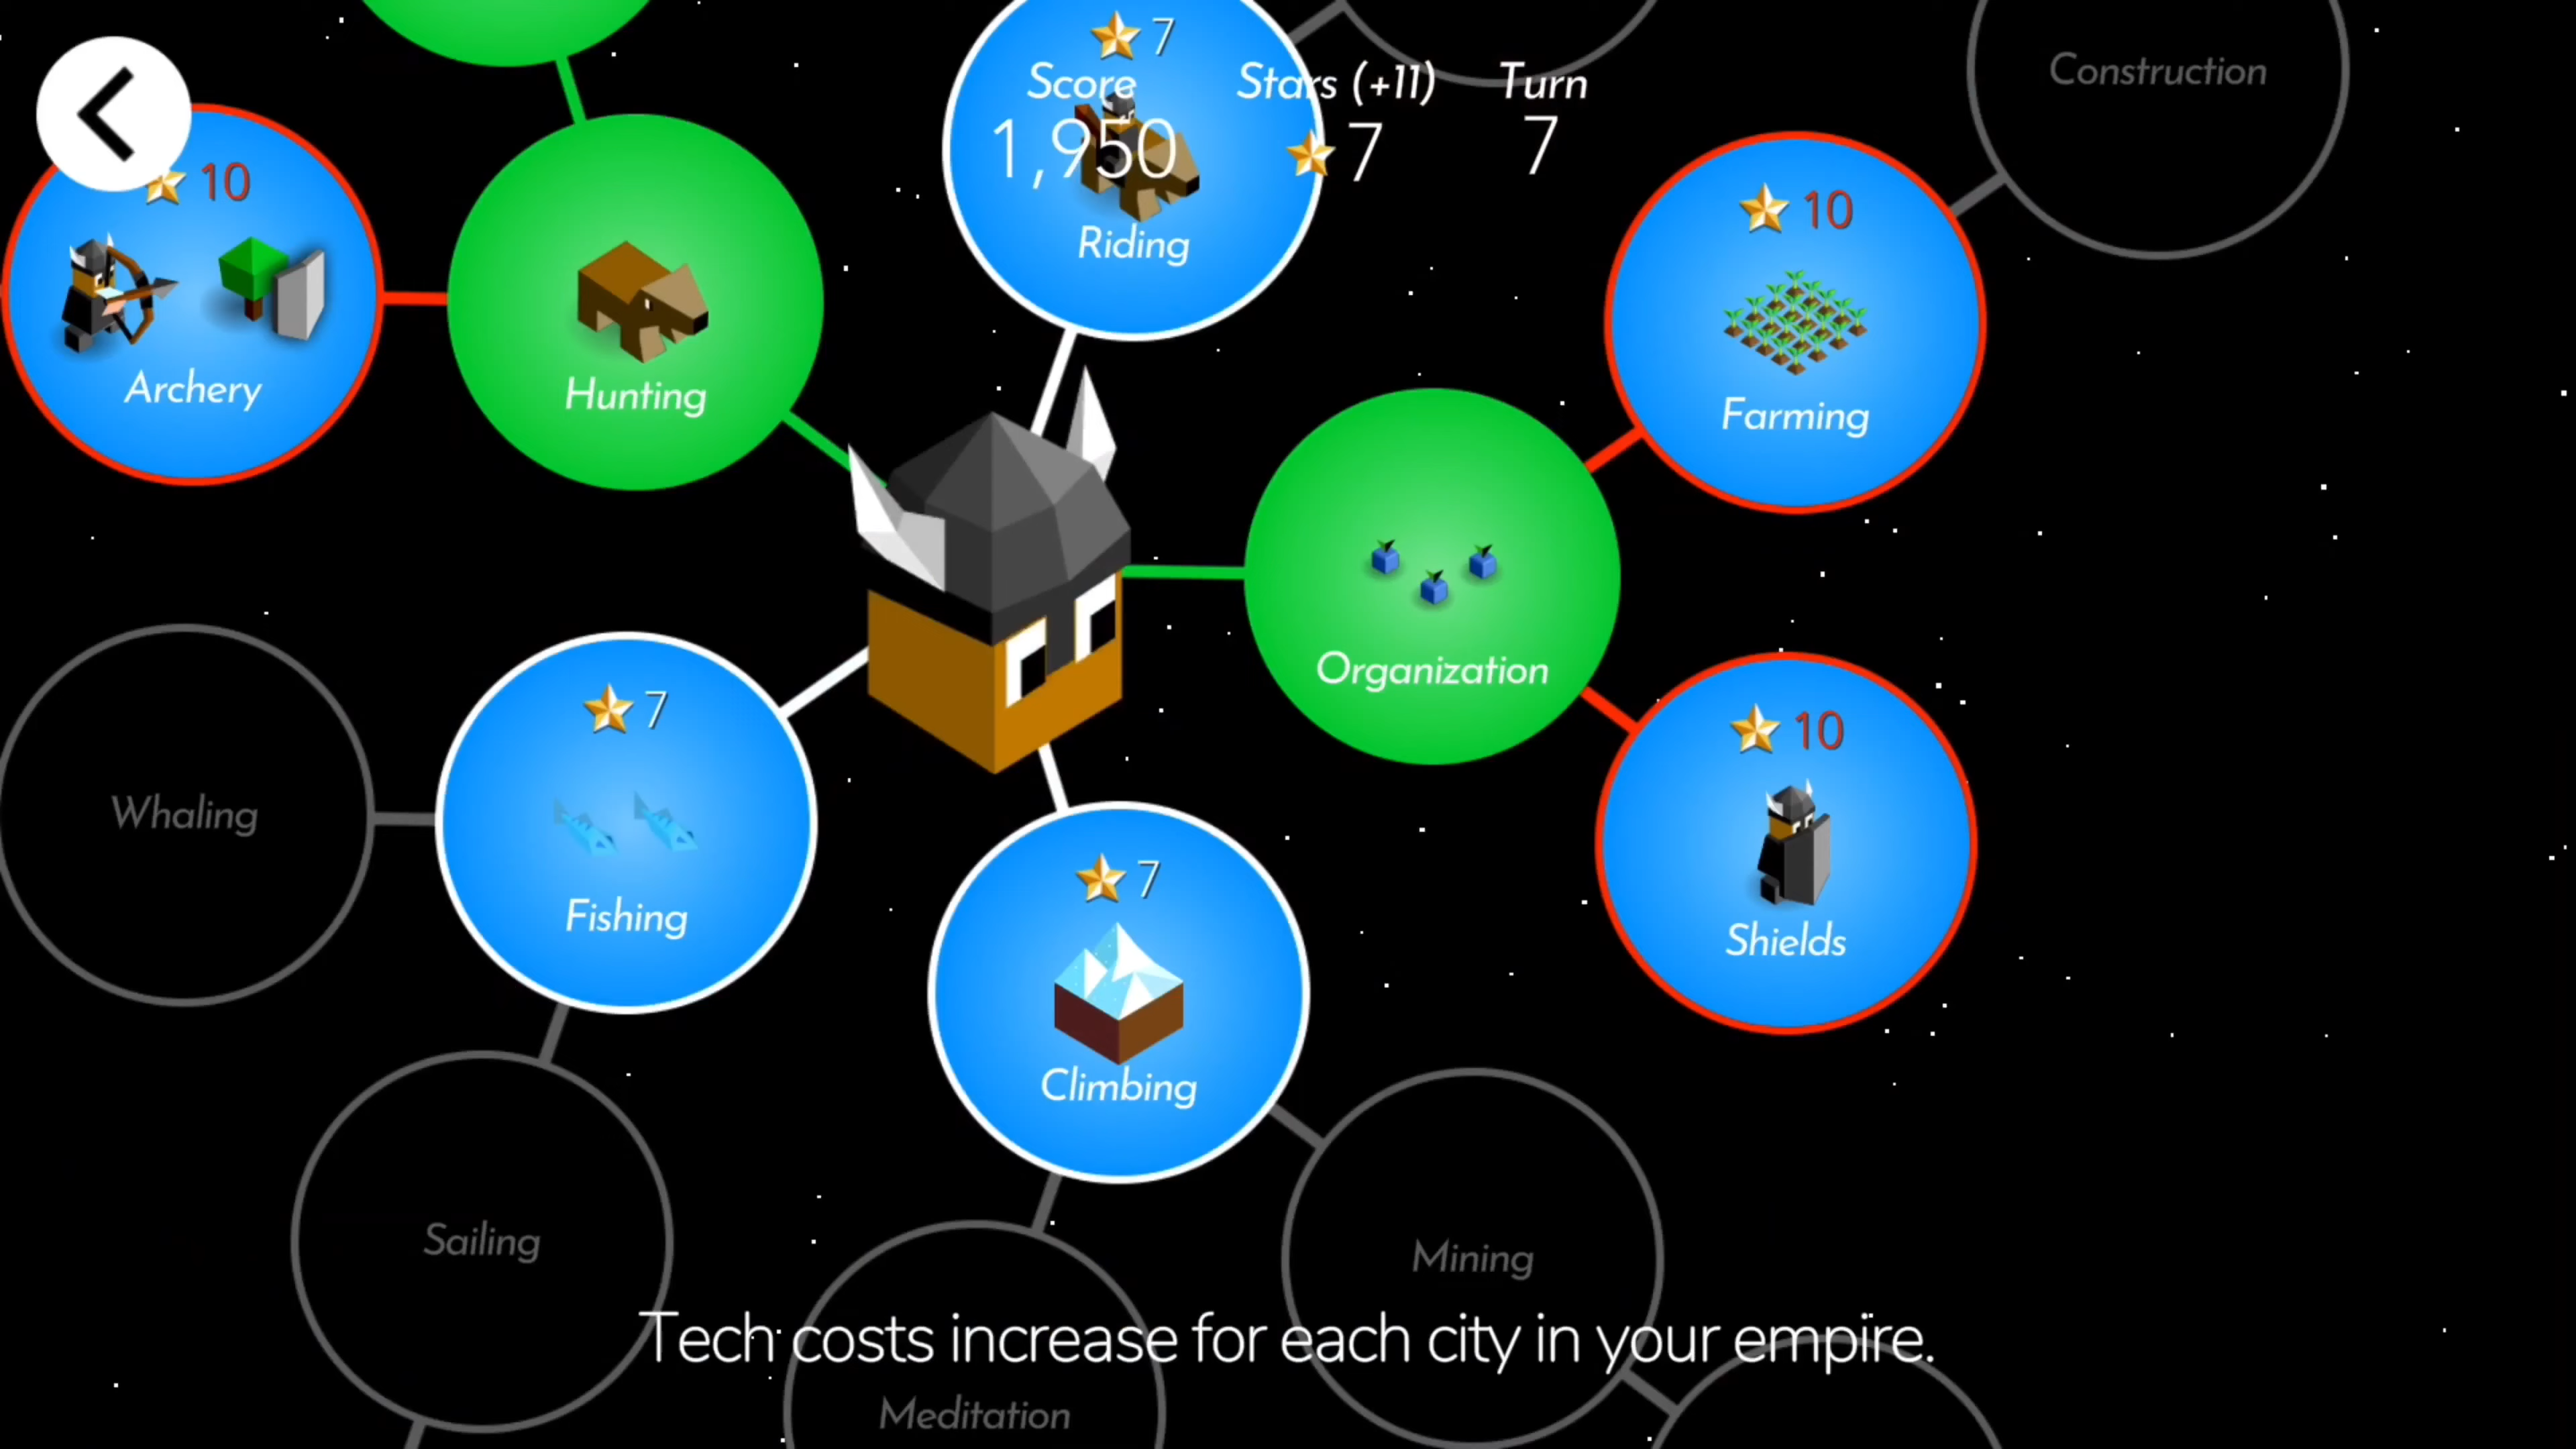 7
Score
Stars (+11)
Turn
1,950
7
7
Riding
Construction
10
Archery
Hunting
10
Farming
Organization
7
Fishing
Whaling
10
Shields
7
Climbing
Sailing
Mining
Tech costs increase for each city in your empire.
Meditation